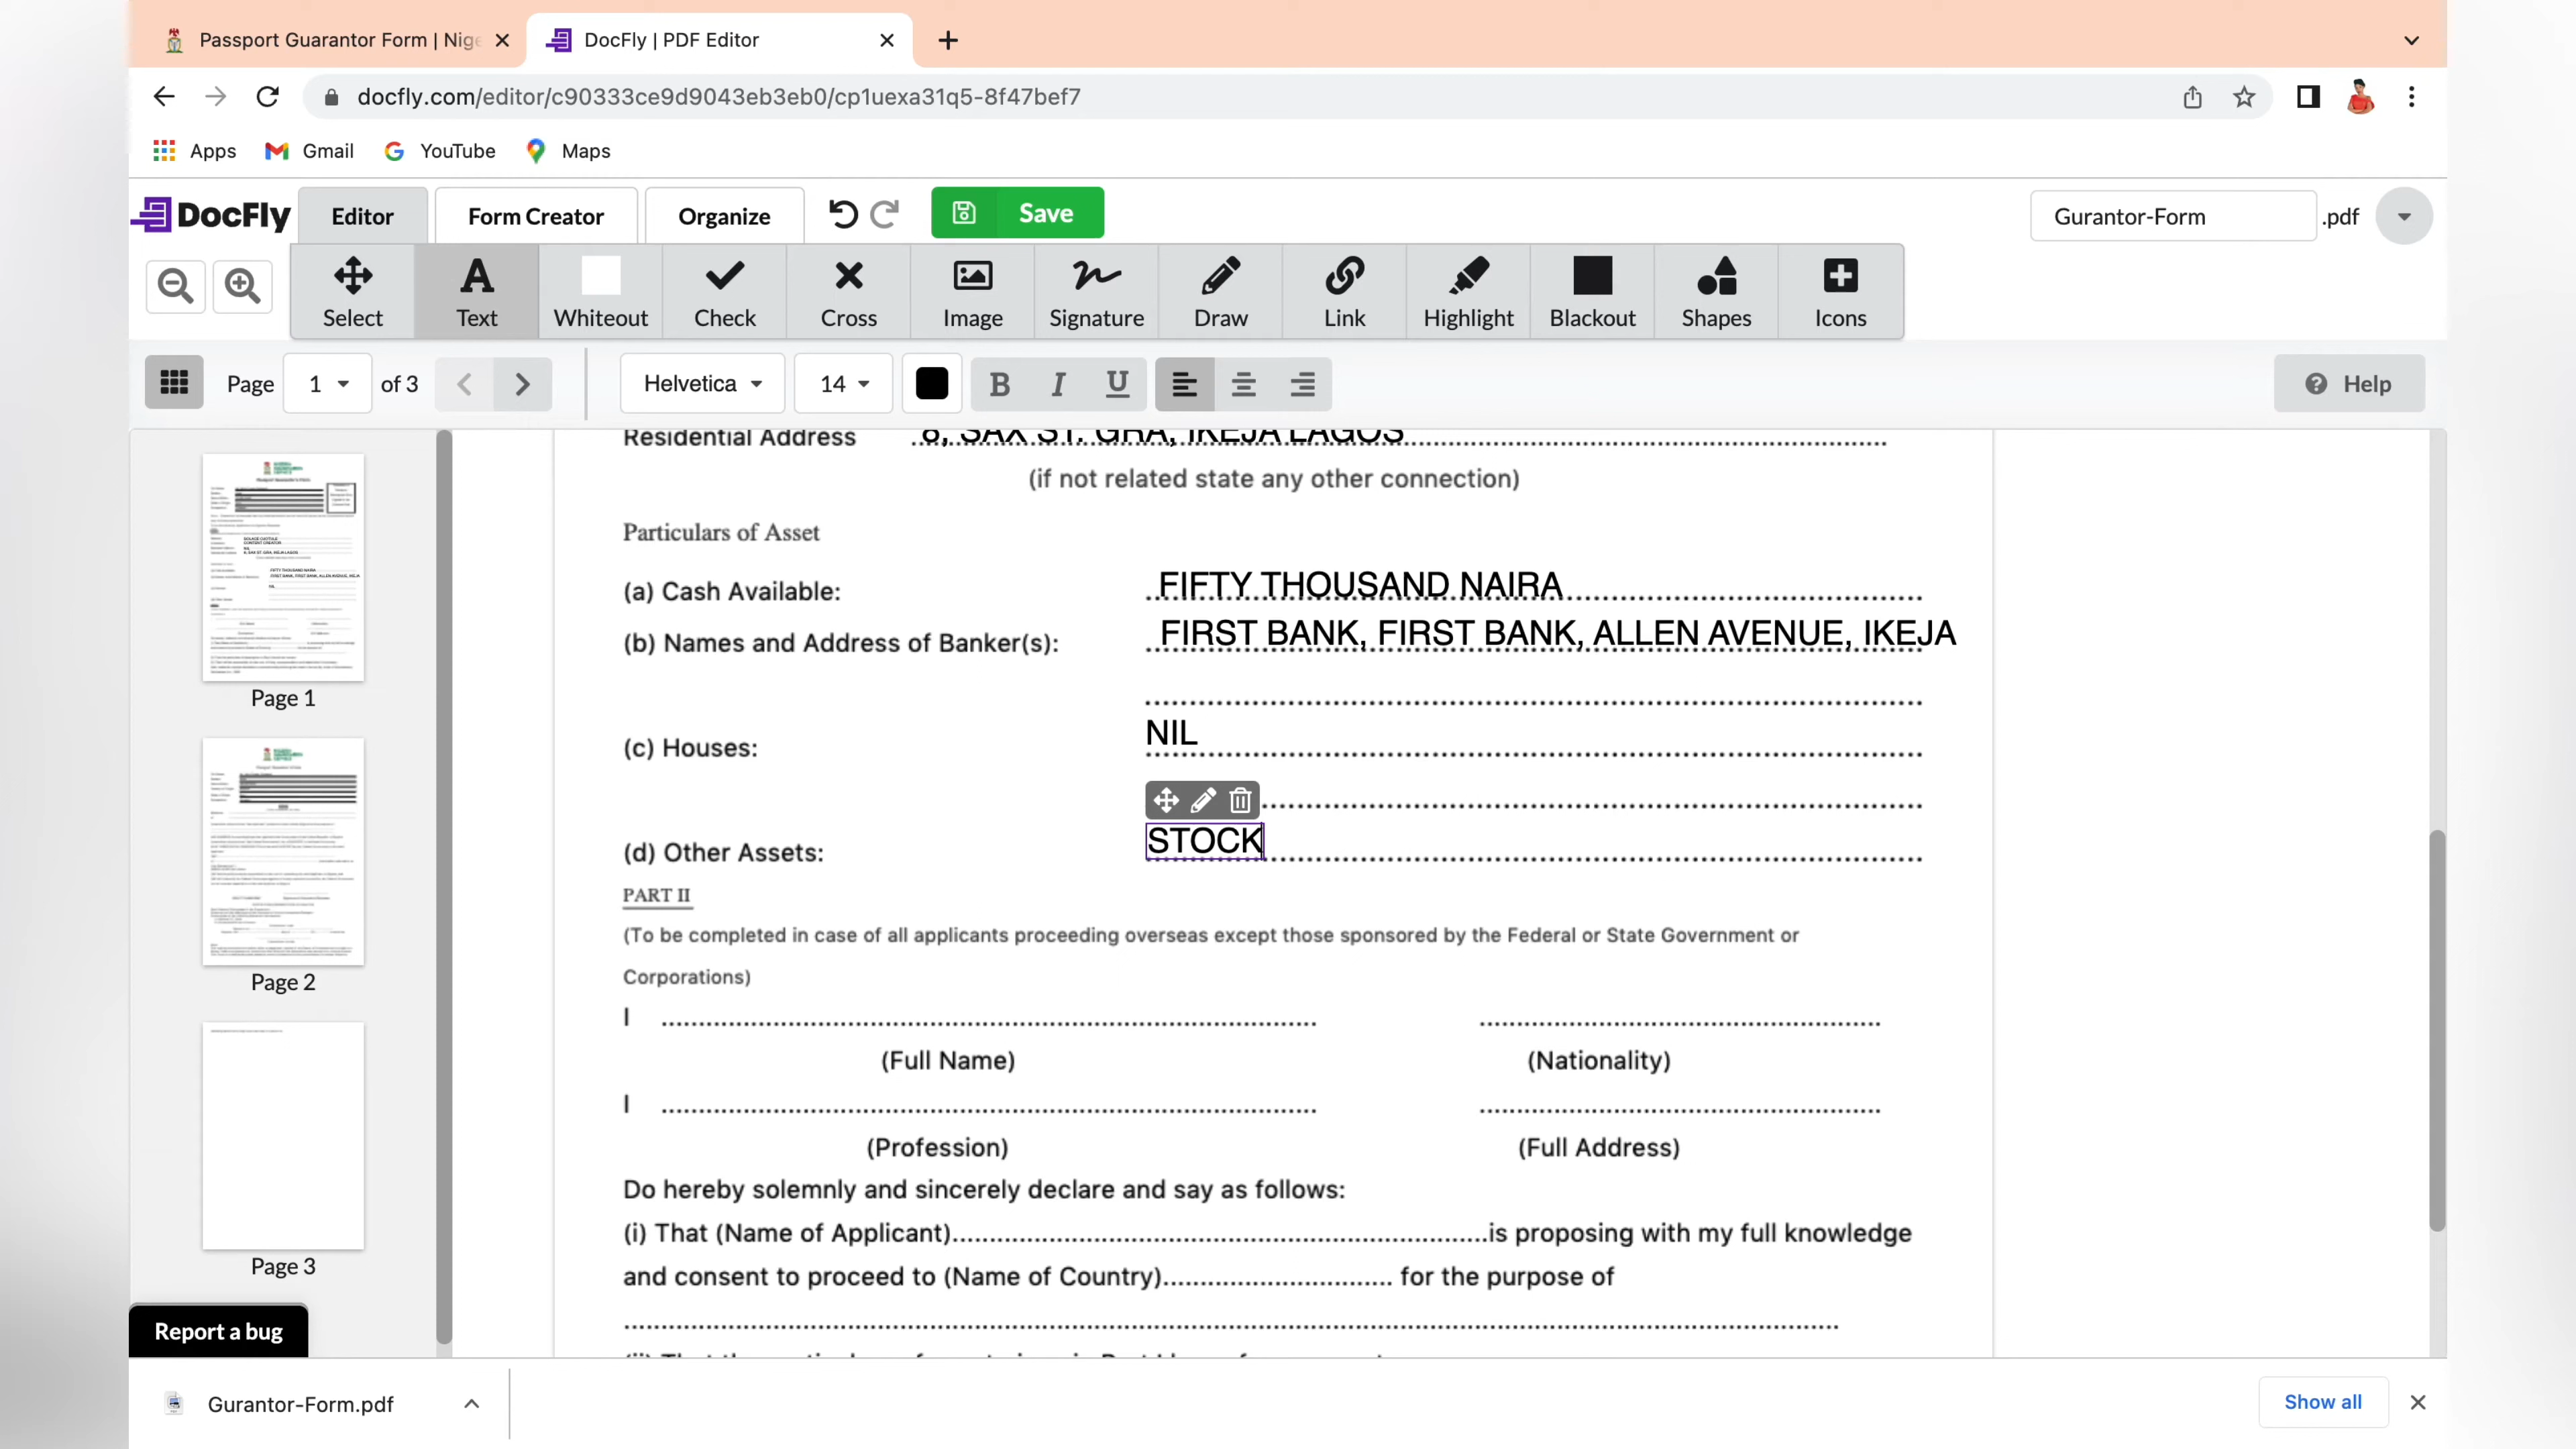 Passport Guarantor Form | Nige
DocFly | PDF Editor
docfly.com/editor/c90333ce9d9043eb3eb0/cp1uexa31q5-8f47bef7
Apps Gmail YouTube Maps
DocFly Editor Form Creator Organize Save Gurantor-Form .pdf
Select Text Whiteout Check Cross Image Signature Draw Link Highlight Blackout Shapes Icons
Page 1 of 3 Helvetica 14 B I U Help
Residential Address 8, SAX ST. GRA, IKEJA LAGOS
(if not related state any other connection)
Particulars of Asset
(a) Cash Available: FIFTY THOUSAND NAIRA
(b) Names and Address of Banker(s): FIRST BANK, FIRST BANK, ALLEN AVENUE, IKEJA
(c) Houses: NIL
(d) Other Assets: STOCK
PART II
(To be completed in case of all applicants proceeding overseas except those sponsored by the Federal or State Government or
Corporations)
I
(Full Name) (Nationality)
I
(Profession) (Full Address)
Do hereby solemnly and sincerely declare and say as follows:
(i) That (Name of Applicant)..........is proposing with my full knowledge
and consent to proceed to (Name of Country).......... for the purpose of
Page 1
Page 2
Page 3
Report a bug
Gurantor-Form.pdf
Show all